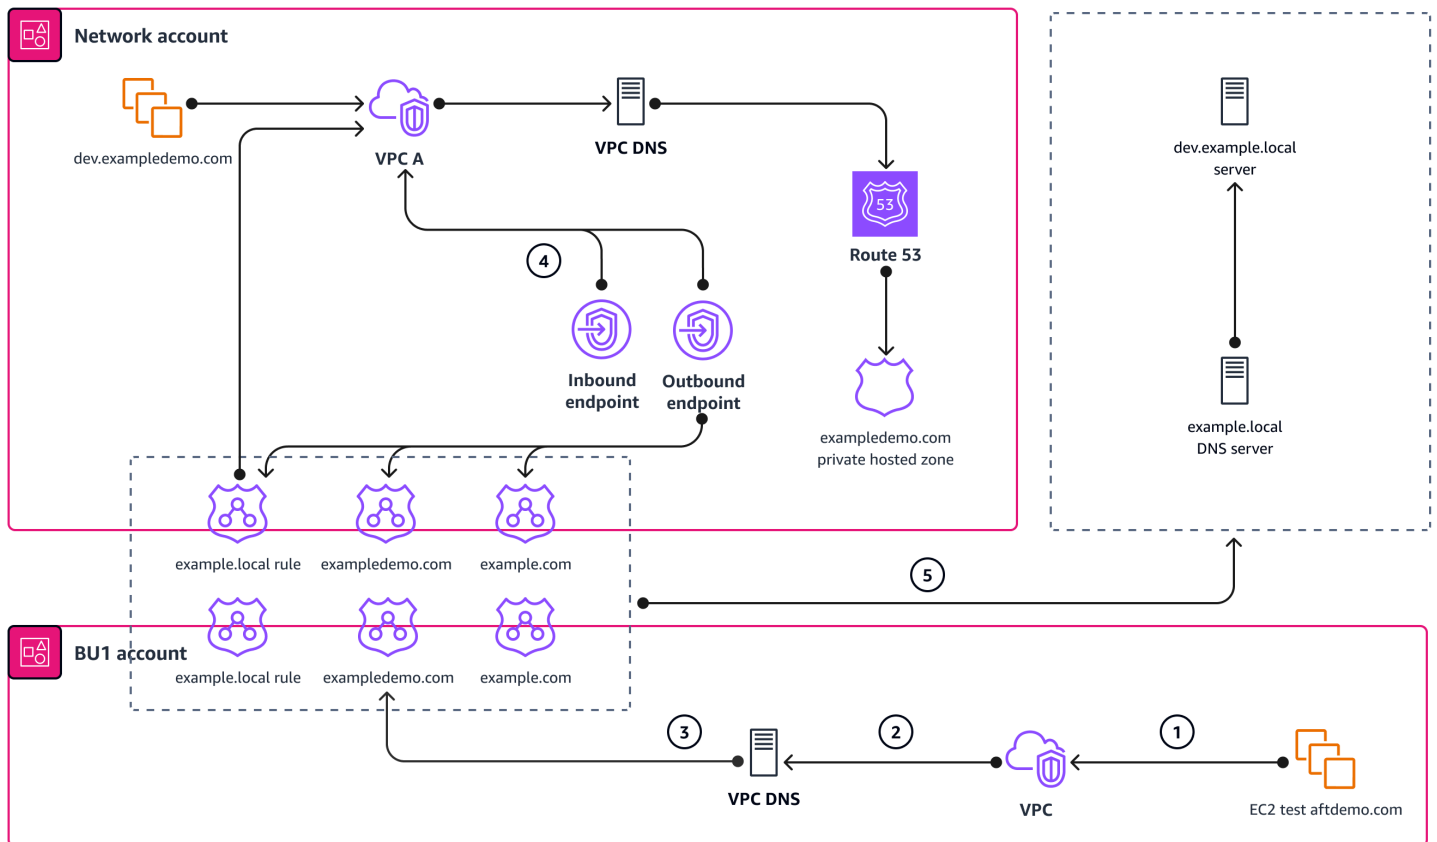 Network account
dev.exampledemo.com
VPC A
VPC DNS
53
Route 53
4
Inbound
endpoint
Outbound
endpoint
exampledemo.com
private hosted zone
dev.example.local
server
example.local
DNS server
example.local rule
exampledemo.com
example.com
5
example.local rule
exampledemo.com
example.com
BU1 account
3
2
1
VPC DNS
VPC
EC2 test aftdemo.com